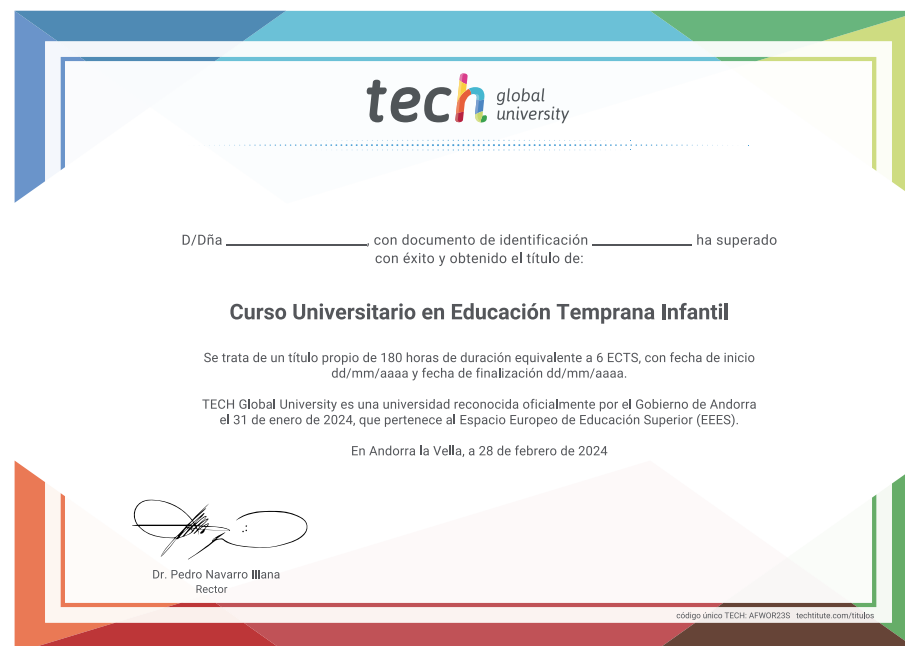 tech global
university
D/Dña ____________, con documento de identificación ____________ ha superado
con éxito y obtenido el título de:
Curso Universitario en Educación Temprana Infantil
Se trata de un título propio de 180 horas de duración equivalente a 6 ECTS, con fecha de inicio
dd/mm/aaaa y fecha de finalización dd/mm/aaaa.
TECH Global University es una universidad reconocida oficialmente por el Gobierno de Andorra
el 31 de enero de 2024, que pertenece al Espacio Europeo de Educación Superior (EEES).
En Andorra la Vella, a 28 de febrero de 2024
Dr. Pedro Navarro Illana
Rector
código único TECH: AFWOR23S techtitute.com/titulos